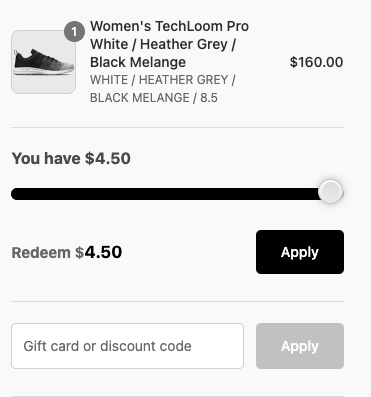 1
Women's TechLoom Pro
White / Heather Grey /
Black Melange
$160.00
WHITE / HEATHER GREY /
BLACK MELANGE / 8.5
You have $4.50
Redeem $4.50
Apply
Gift card or discount code
Apply